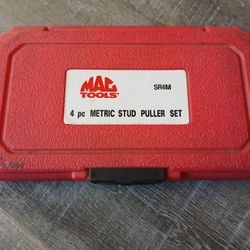 MAC
TOOLS®
SR4M
4 pc METRIC STUD PULLER SET